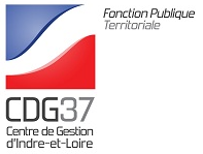 Fonction Publique
Territoriale
CDG37
Centre de Gestion
d'Indre-et-Loire